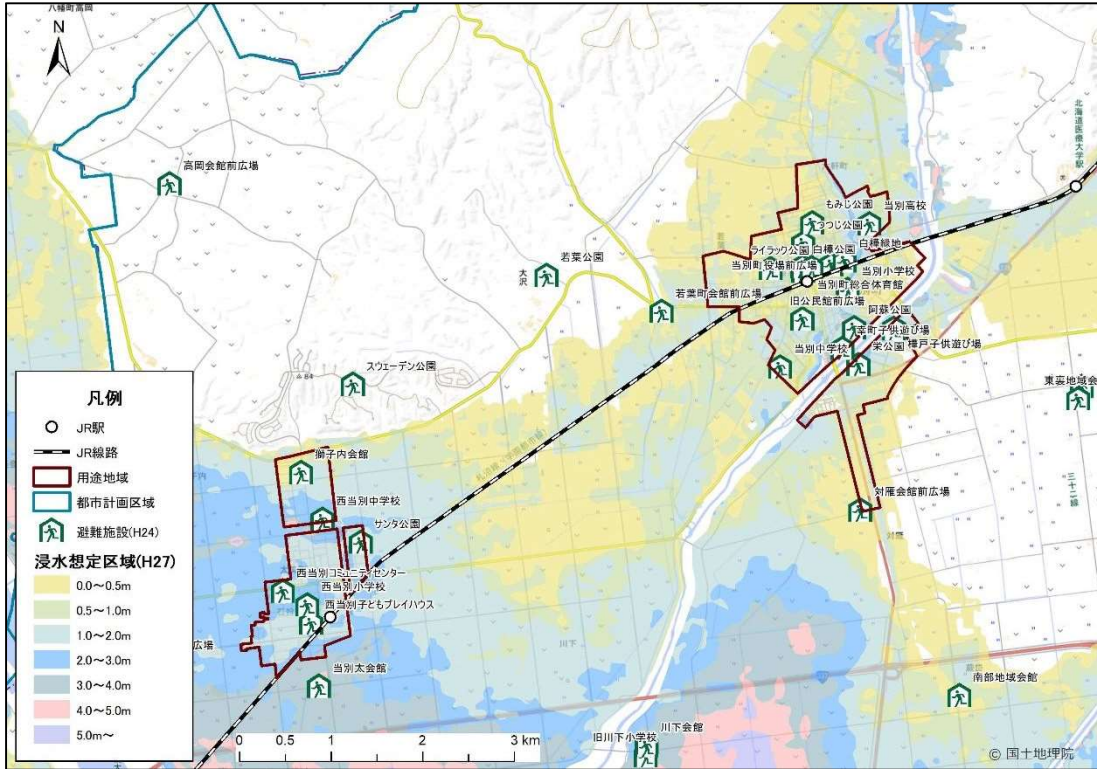 八幡町高岡
N
高岡会館前広場
北海道医療大学駅
もみじ公園
当別高校
つつじ公園
ライラック公園
白樺公園
白樺緑地
当別町役場前広場
当別小学校
当別町総合体育館
若葉公園
大沢
若葉町会館前広場
旧公民館前広場
阿蘇公園
幸町子供遊び場
当別中学校
栄公園
樺戸子供遊び場
スウェーデン公園
84
東裏地域会
三十二線
凡例
JR駅
JR線路
用途地域
都市計画区域
避難施設(H24)
浸水想定区域(H27)
0.0～0.5m
0.5～1.0m
1.0～2.0m
2.0～3.0m
3.0～4.0m
4.0～5.0m
5.0m～
獅子内会館
西当別中学校
サンタ公園
対雁会館前広場
対雁
西当別コミュニティセンター
西当別小学校
西当別子どもプレイハウス
広場
川下
当別太会館
南部地域会館
川下会館
旧川下小学校
0 0.5 1 2 3 km
© 国土地理院